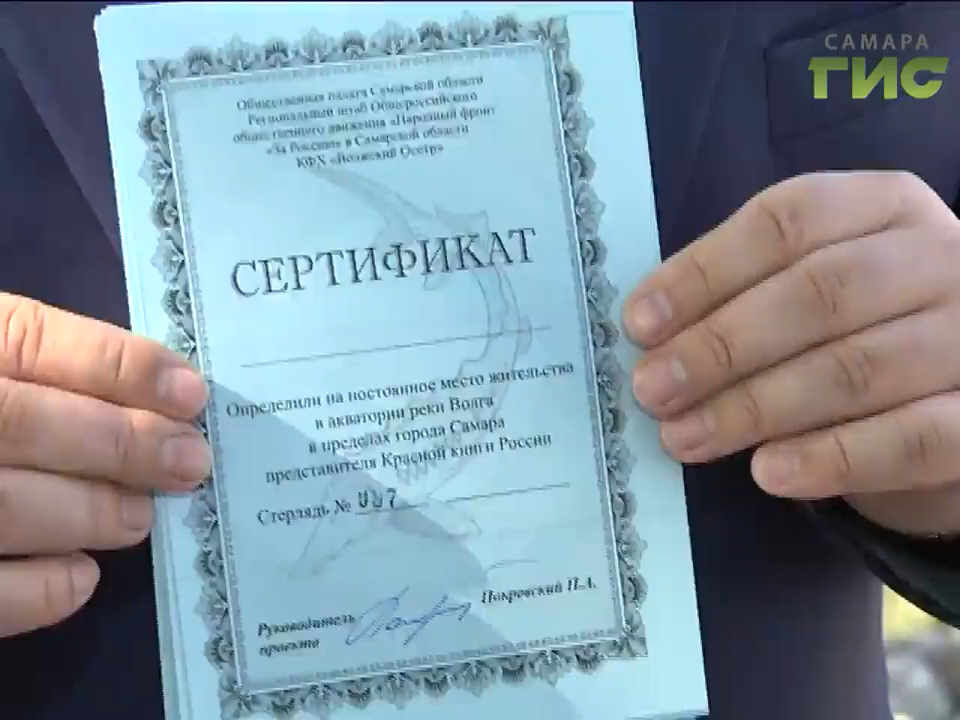 САМАРА
ГИС
Общественная палата Самарской области
Региональный штаб Общероссийского
общественного движения «Народный фронт
«За Россию» в Самарской области
КФХ «Волжский Осетр»
СЕРТИФИКАТ
Определили на постоянное место жительства
в акватории реки Волга
в пределах города Самара
представителя Красной книги России
Стерлядь № 007
Руководитель Покровский П.А.
проекта